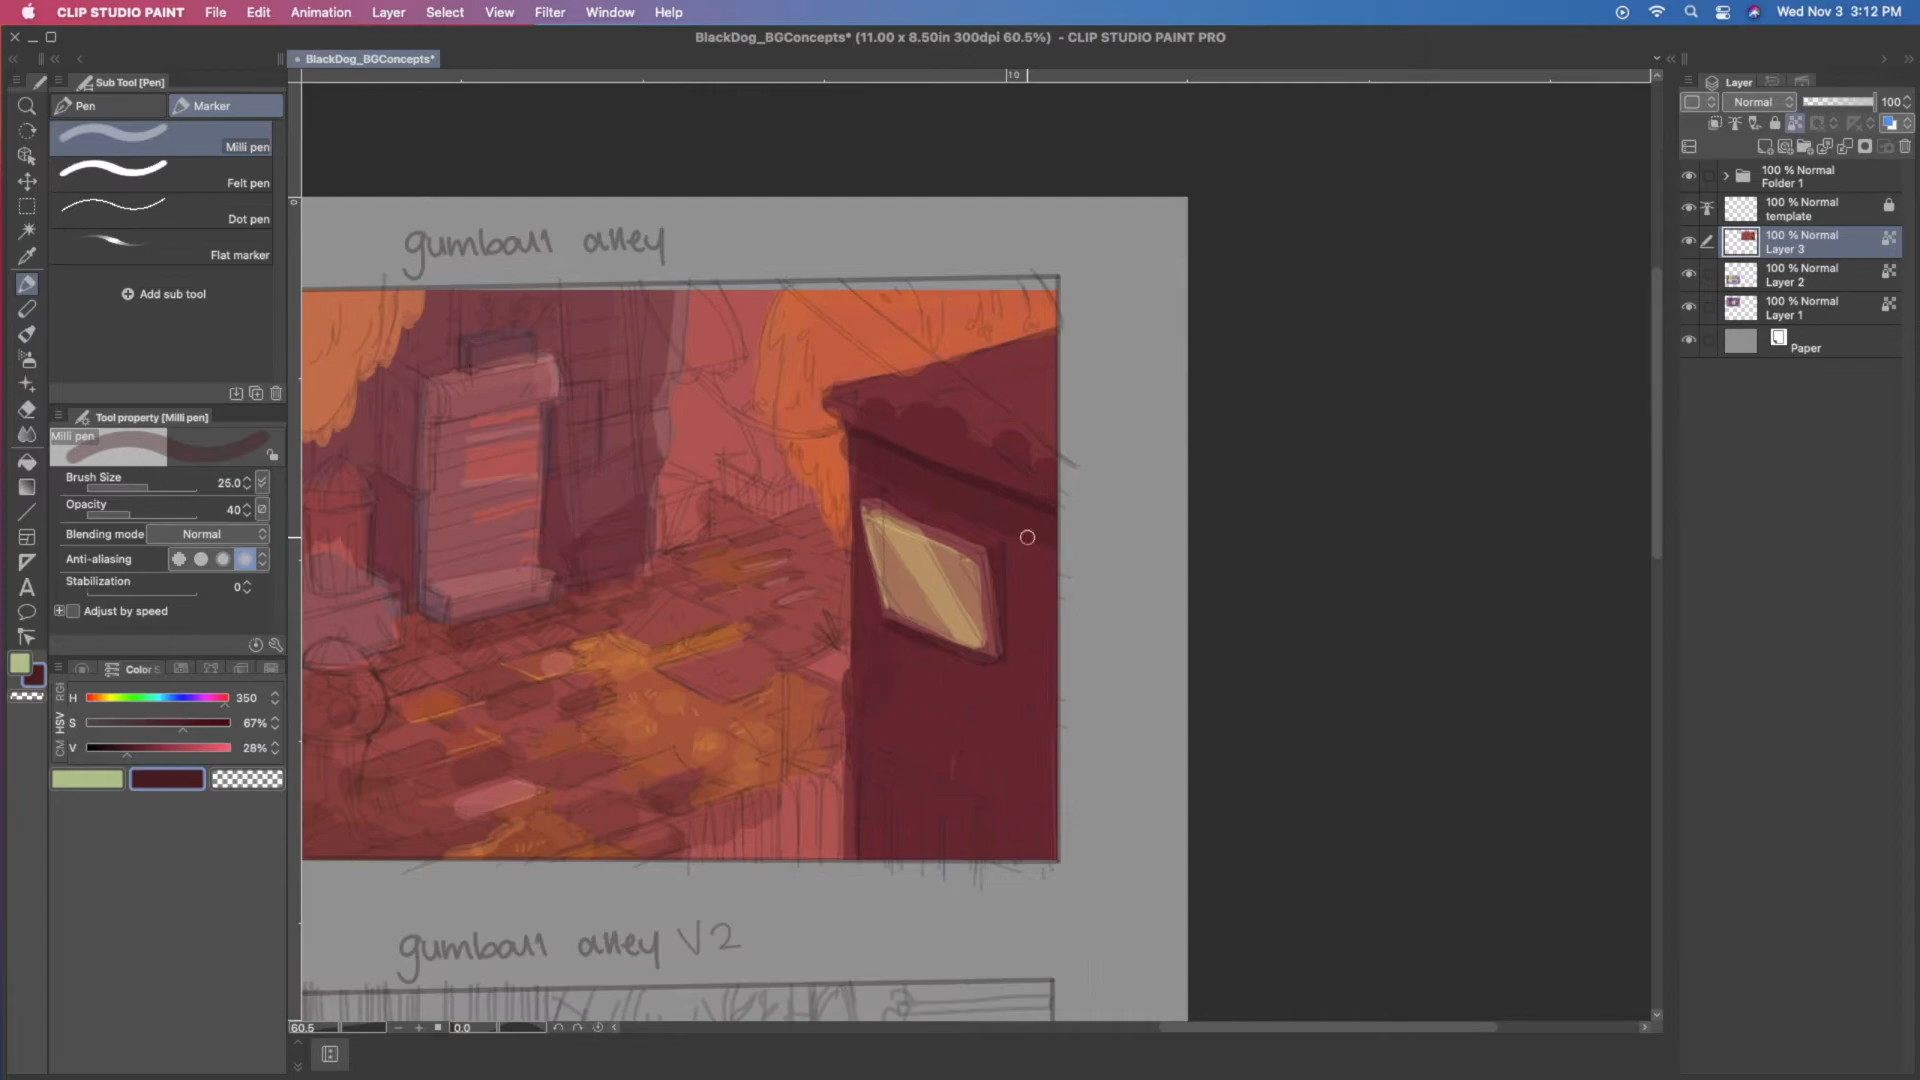 CLIP STUDIO PAINT File Edit Animation Layer Select View Filter Window Help Wed Nov 3 3:12 PM
BlackDog_BGConcepts* (11.00 x 8.50in 300dpi 60.5%) - CLIP STUDIO PAINT PRO
BlackDog_BGConcepts*
Sub Tool [Pen]
Pen Marker
Milli pen
Felt pen
Dot pen
Flat marker
Add sub tool
Tool property [Milli pen]
Milli pen
Brush Size 25.0
Opacity 40
Blending mode Normal
Anti-aliasing
Stabilization 0
Adjust by speed
Color S
H 350
S 67%
V 28%
HSV
10
0
gumball alley
gumball alley V2
60.5 0.0
Layer
Normal 100
100 % Normal
Folder 1
100 % Normal
template
100 % Normal
Layer 3
100 % Normal
Layer 2
100 % Normal
Layer 1
Paper